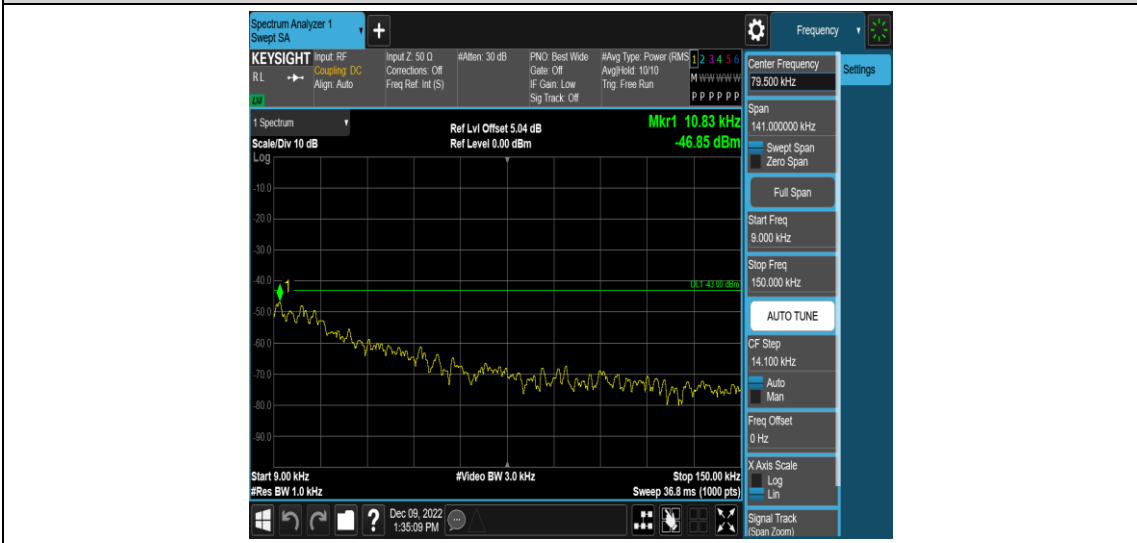 Spectrum Analyzer 1
Swept SA
+
Frequency
KEYSIGHT
RL
LXI
Input: RF
Coupling: DC
Align: Auto
Input Z: 50 Ω
Corrections: Off
Freq Ref: Int (S)
#Atten: 30 dB
PNO: Best Wide
Gate: Off
IF Gain: Low
Sig Track: Off
#Avg Type: Power (RMS
Avg|Hold: 10/10
Trig: Free Run
1 2 3 4 5 6
M W W W W W
P P P P P P
Center Frequency
79.500 kHz
Settings
Span
141.000000 kHz
Swept Span
Zero Span
Full Span
Start Freq
9.000 kHz
Stop Freq
150.000 kHz
AUTO TUNE
CF Step
14.100 kHz
Auto
Man
Freq Offset
0 Hz
X Axis Scale
Log
Lin
Signal Track
(Span Zoom)
1 Spectrum
Scale/Div 10 dB
Log
Ref Lvl Offset 5.04 dB
Ref Level 0.00 dBm
Mkr1 10.83 kHz
-46.85 dBm
-10.0
-20.0
-30.0
-40.0
-50.0
-60.0
-70.0
-80.0
-90.0
1
DL1 -43.00 dBm
Start 9.00 kHz
#Res BW 1.0 kHz
#Video BW 3.0 kHz
Stop 150.00 kHz
Sweep 36.8 ms (1000 pts)
?
Dec 09, 2022
1:35:09 PM